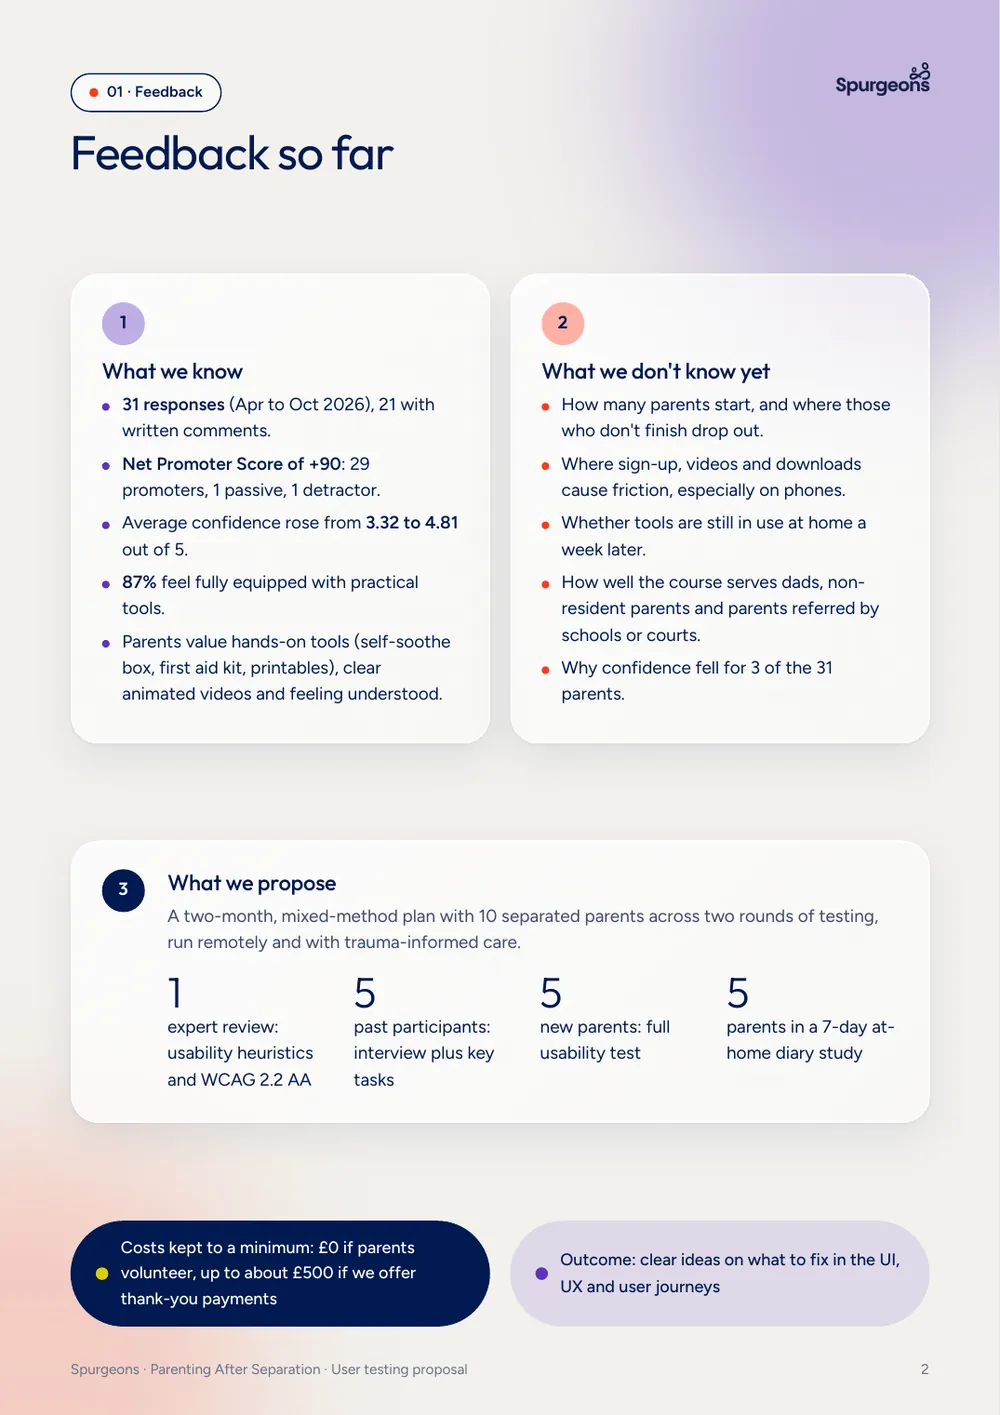 01 · Feedback
Spurgeons
Feedback so far
1
What we know
31 responses (Apr to Oct 2026), 21 with
written comments.
Net Promoter Score of +90: 29
promoters, 1 passive, 1 detractor.
Average confidence rose from 3.32 to 4.81
out of 5.
87% feel fully equipped with practical
tools.
Parents value hands-on tools (self-soothe
box, first aid kit, printables), clear
animated videos and feeling understood.
2
What we don't know yet
How many parents start, and where those
who don't finish drop out.
Where sign-up, videos and downloads
cause friction, especially on phones.
Whether tools are still in use at home a
week later.
How well the course serves dads, non-
resident parents and parents referred by
schools or courts.
Why confidence fell for 3 of the 31
parents.
3
What we propose
A two-month, mixed-method plan with 10 separated parents across two rounds of testing,
run remotely and with trauma-informed care.
1
expert review:
usability heuristics
and WCAG 2.2 AA
5
past participants:
interview plus key
tasks
5
new parents: full
usability test
5
parents in a 7-day at-
home diary study
Costs kept to a minimum: £0 if parents
volunteer, up to about £500 if we offer
thank-you payments
Outcome: clear ideas on what to fix in the UI,
UX and user journeys
Spurgeons · Parenting After Separation · User testing proposal
2